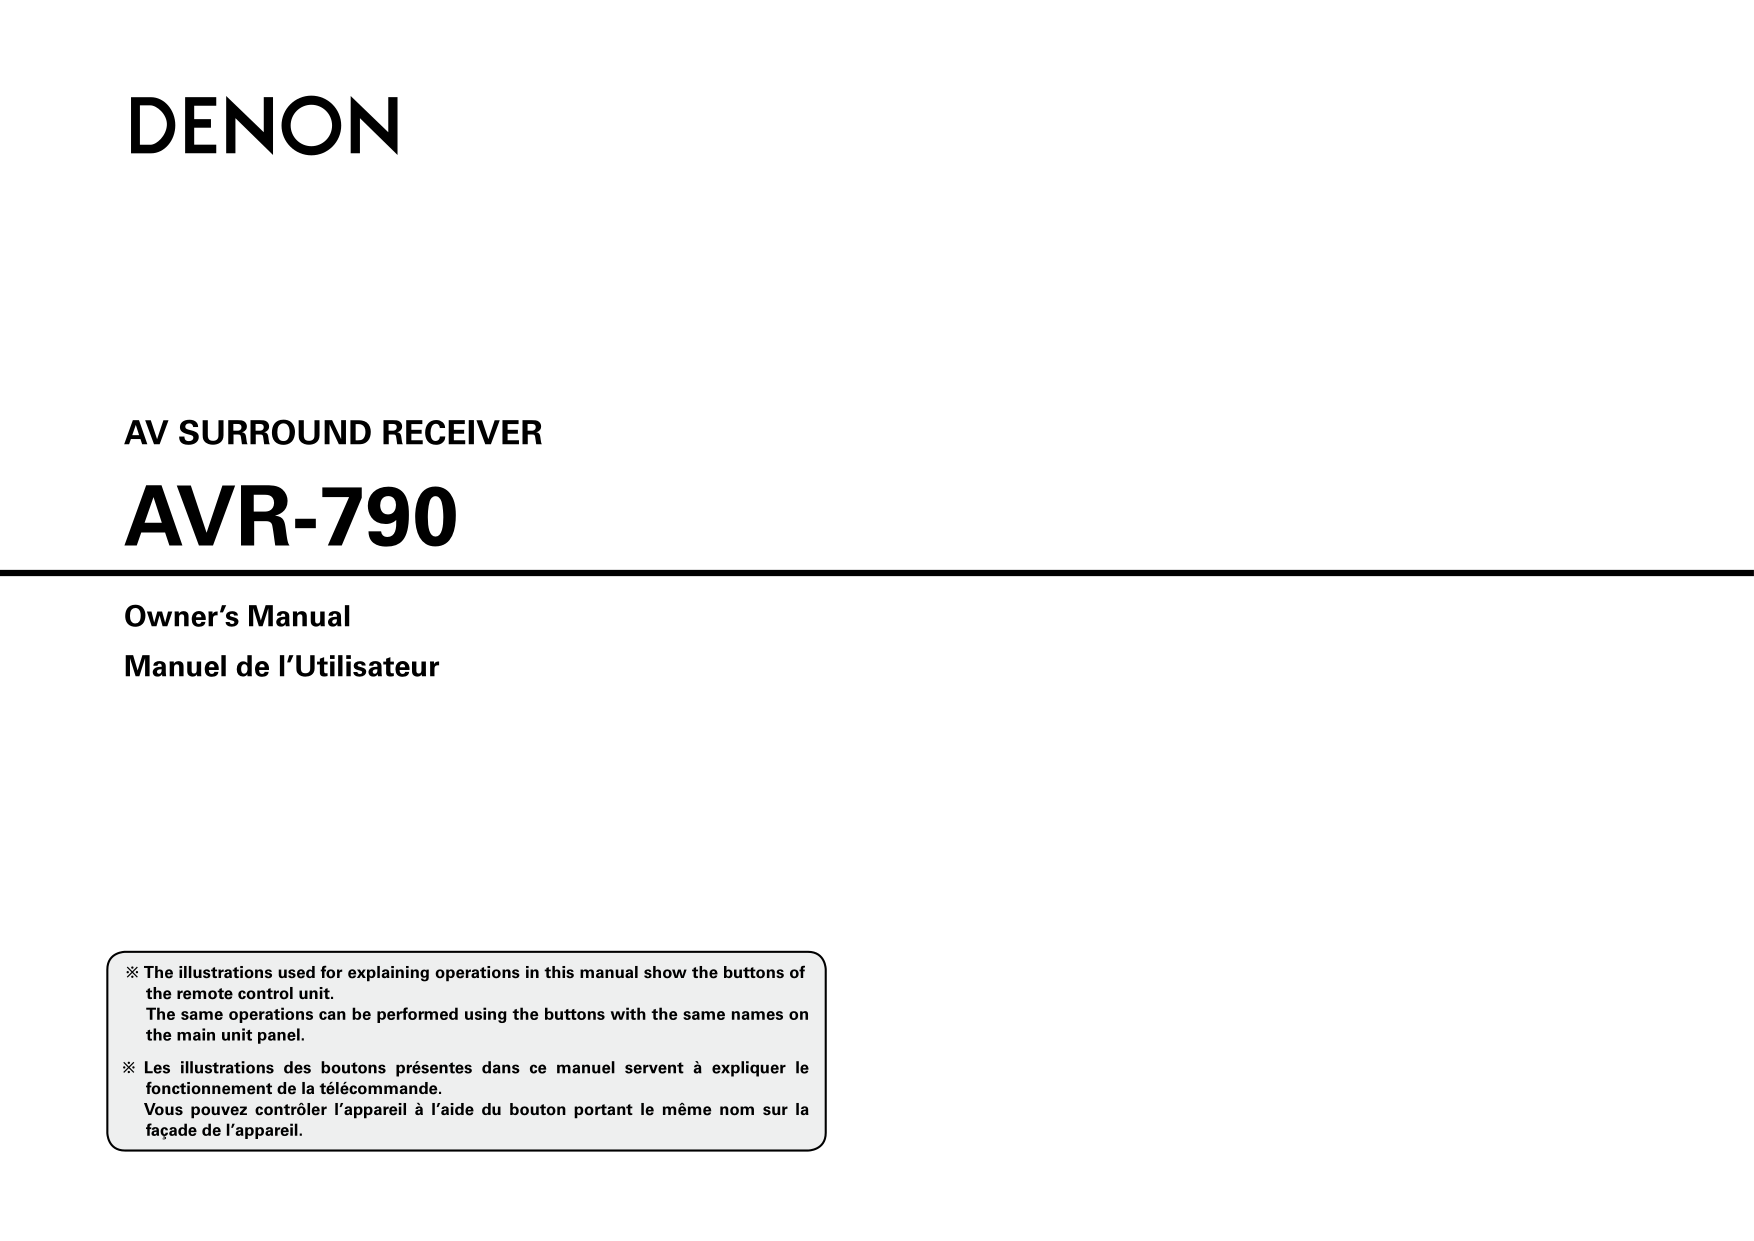 DENON
AV SURROUND RECEIVER
AVR-790
Owner’s Manual
Manuel de l’Utilisateur
※ The illustrations used for explaining operations in this manual show the buttons of
the remote control unit.
The same operations can be performed using the buttons with the same names on
the main unit panel.
※ Les illustrations des boutons présentes dans ce manuel servent à expliquer le
fonctionnement de la télécommande.
Vous pouvez contrôler l’appareil à l’aide du bouton portant le même nom sur la
façade de l’appareil.